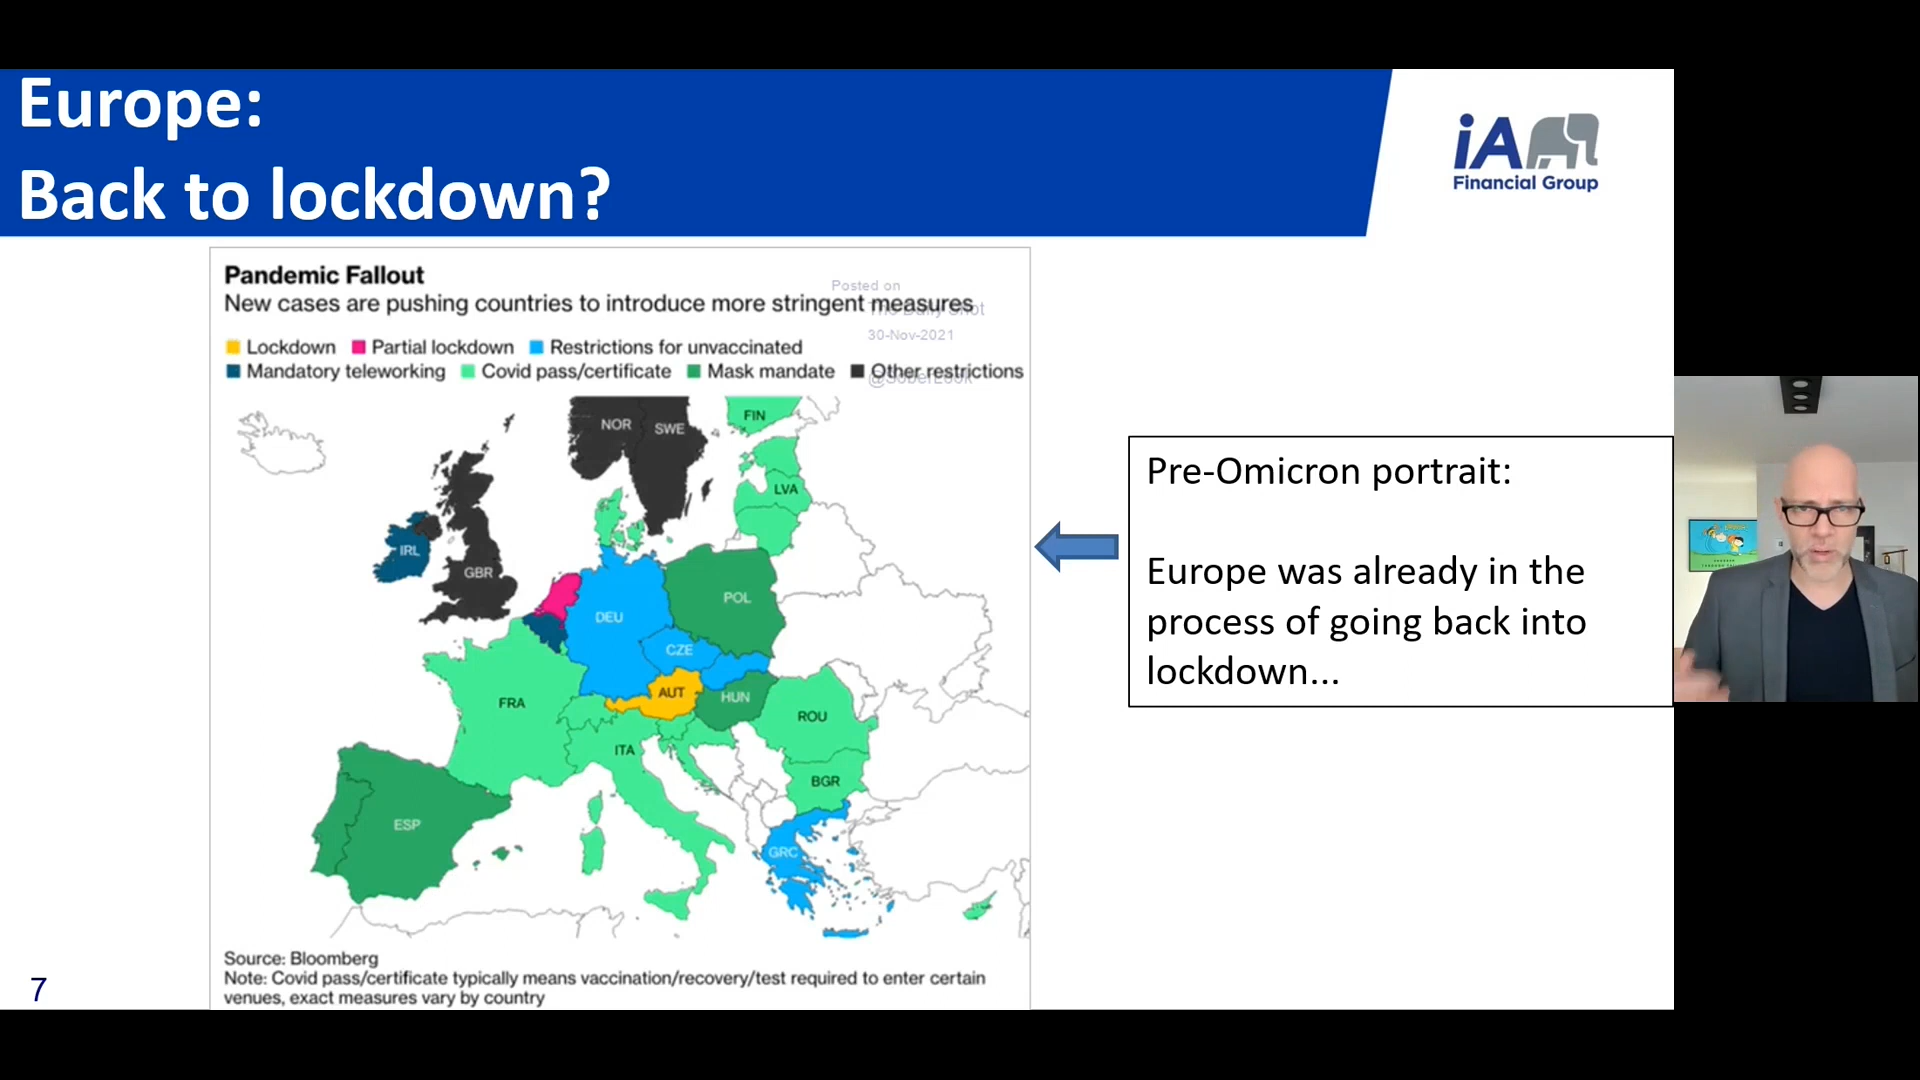 Europe:
Back to lockdown?
iA
Financial Group
Pandemic Fallout
Posted on
New cases are pushing countries to introduce more stringent measures
The Daily Shot
30-Nov-2021
Lockdown Partial lockdown Restrictions for unvaccinated
Mandatory teleworking Covid pass/certificate Mask mandate Other restrictions
@SoberLook
FIN
NOR
SWE
LVA
IRL
GBR
POL
DEU
CZE
AUT
HUN
FRA
ROU
ITA
BGR
ESP
GRC
Pre-Omicron portrait:
Europe was already in the
process of going back into
lockdown...
Source: Bloomberg
Note: Covid pass/certificate typically means vaccination/recovery/test required to enter certain
venues, exact measures vary by country
7